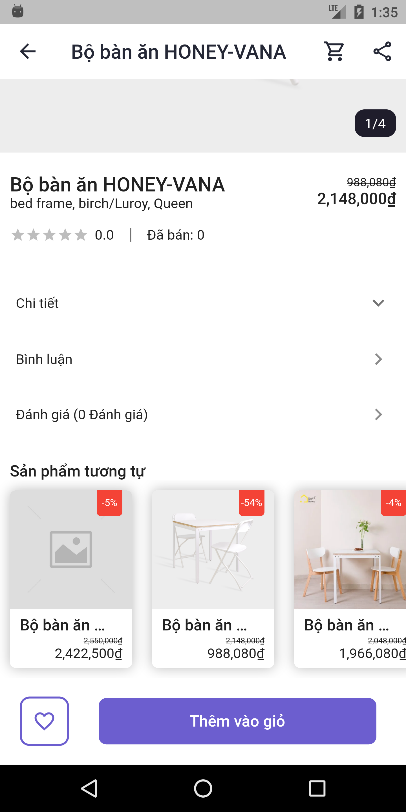 LTE 1:35
Bộ bàn ăn HONEY-VANA
1/4
Bộ bàn ăn HONEY-VANA
988,080₫
bed frame, birch/Luroy, Queen
2,148,000₫
0.0 | Đã bán: 0
Chi tiết
Bình luận
Đánh giá (0 Đánh giá)
Sản phẩm tương tự
-5%
-54%
-4%
Bộ bàn ăn ...
2,550,000₫
2,422,500₫
Bộ bàn ăn ...
2,148,000₫
988,080₫
Bộ bàn ăn ...
2,048,000₫
1,966,080₫
Thêm vào giỏ